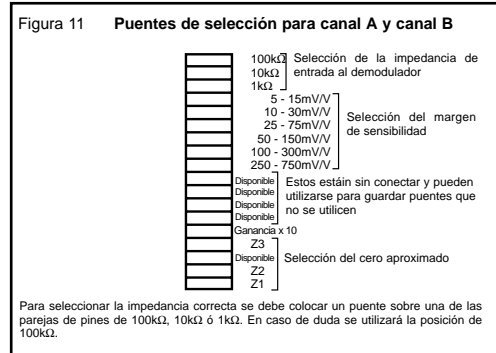 Figura 11 Puentes de selección para canal A y canal B
100kΩ
10kΩ
1kΩ
Selección de la impedancia de
entrada al demodulador
5 - 15mV/V
10 - 30mV/V
25 - 75mV/V
50 - 150mV/V
100 - 300mV/V
250 - 750mV/V
Selección del margen
de sensibilidad
Disponible
Disponible
Disponible
Disponible
Estos estáin sin conectar y pueden
utilizarse para guardar puentes que
no se utilicen
Ganancia x 10
Z3
Disponible
Z2
Z1
Selección del cero aproximado
Para seleccionar la impedancia correcta se debe colocar un puente sobre una de las
parejas de pines de 100kΩ, 10kΩ ó 1kΩ. En caso de duda se utilizará la posición de
100kΩ.